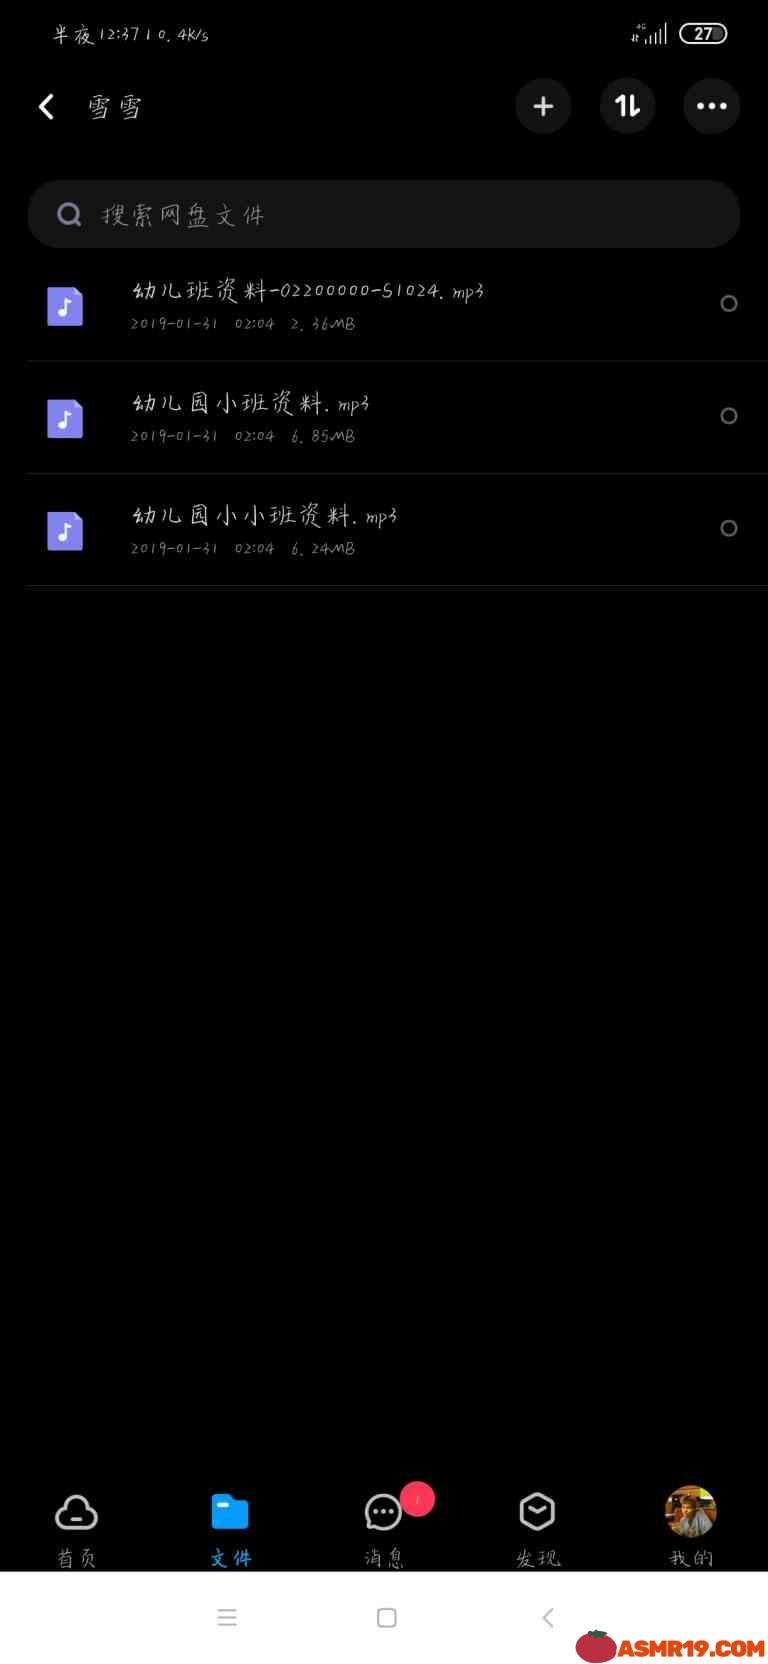 半夜12:37 | 0.4K/s
4G
27
雪雪
搜索网盘文件
幼儿班资料-02200000-51024.mp3
2019-01-31 02:04 2.36MB
幼儿园小班资料.mp3
2019-01-31 02:04 6.85MB
幼儿园小小班资料.mp3
2019-01-31 02:04 6.24MB
1
首页 文件 消息 发现 我的
ASMR19.COM